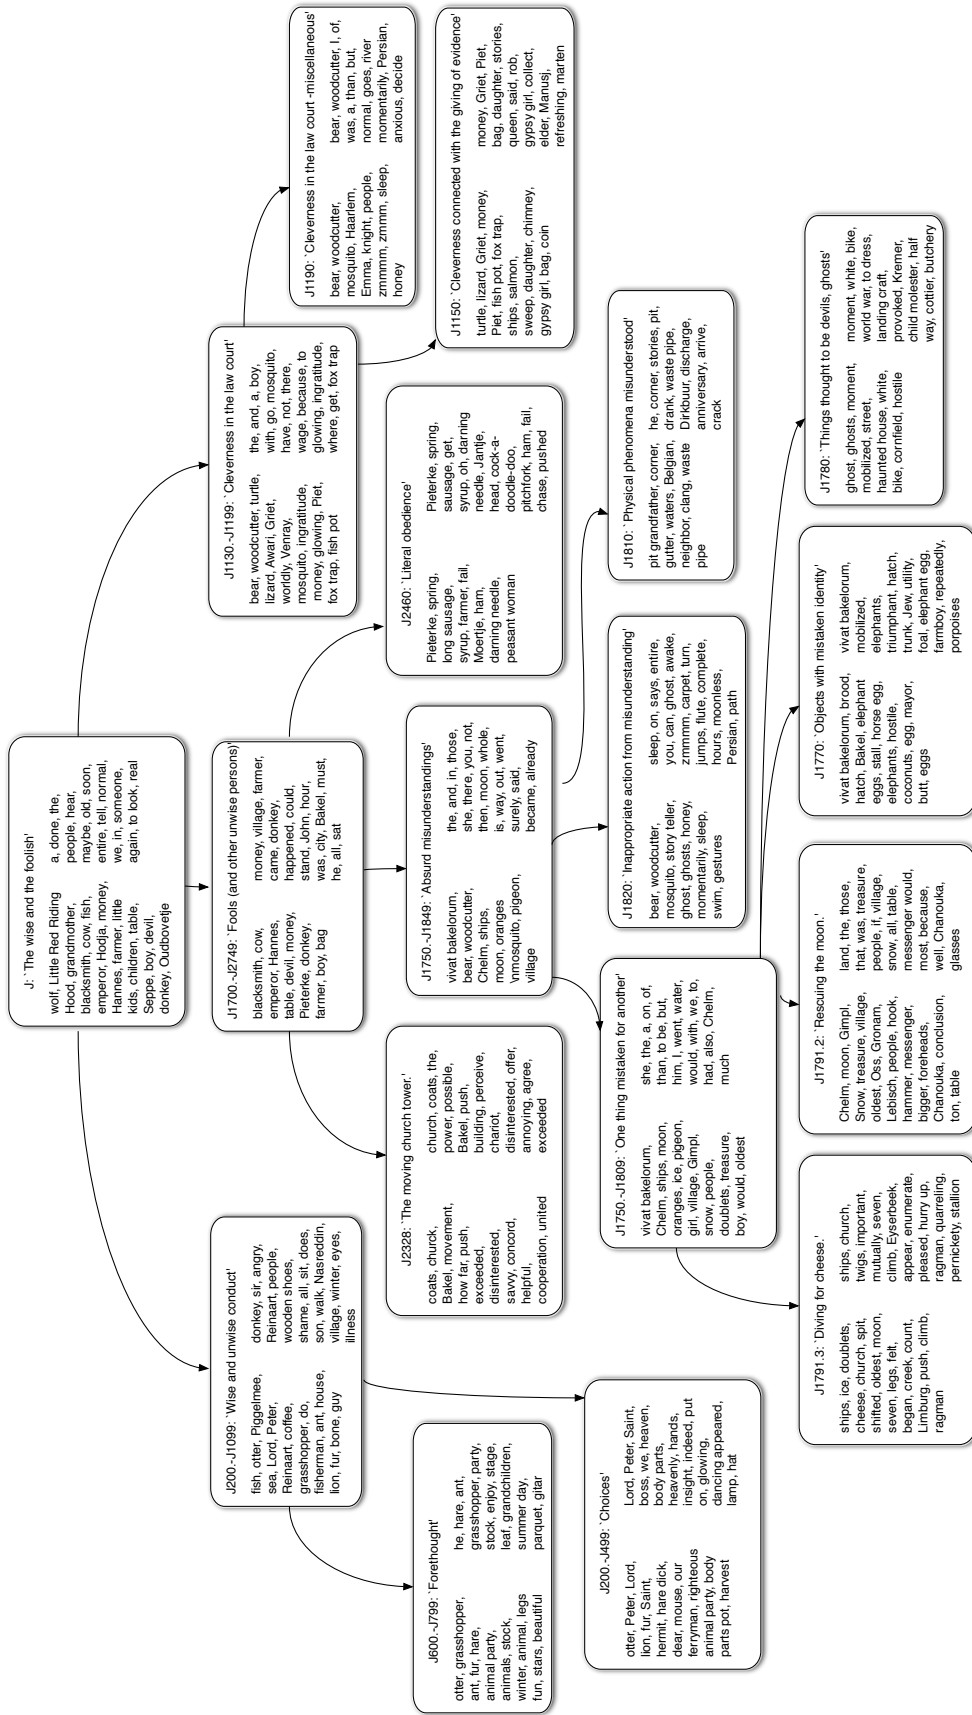 J: `The wise and the foolish'
wolf, Little Red Riding
Hood, grandmother,
blacksmith, cow, fish,
emperor, Hodja, money,
Hannes, farmer, little
kids, children, table,
Seppe, boy, devil,
donkey, Oudbovetje
a, done, the,
people, hear,
maybe, old, soon,
entire, tell, normal,
we, in, someone,
again, to look, real
J200.-J1099: `Wise and unwise conduct'
fish, otter, Piggelmee,
sea, Lord, Peter,
Reinaart, coffee,
grasshopper, do,
fisherman, ant, house,
lion, fur, bone, guy
donkey, sir, angry,
Reinaart, people,
wooden shoes,
shame, all, sit, does,
son, walk, Nasreddin,
village, winter, eyes,
illness
J1700.-J2749: `Fools (and other unwise persons)'
blacksmith, cow,
emperor, Hannes,
table, devil, money,
Pieterke, donkey,
farmer, boy, bag
money, village, farmer,
came, donkey,
happened, could,
stand, John, hour,
was, city, Bakel, must,
he, all, sat
J1130.-J1199: `Cleverness in the law court'
bear, woodcutter, turtle,
lizard, Awari, Griet,
worldly, Venray,
mosquito, ingratitude,
money, glowing, Piet,
fox trap, fish pot
the, and, a, boy,
with, go, mosquito,
have, not, there,
wage, because, to
glowing, ingratitude,
where, get, fox trap
J1190: `Cleverness in the law court -miscellaneous'
bear, woodcutter,
mosquito, Haarlem,
Emma, knight, people,
zmmmm, zmmm, sleep,
honey
bear, woodcutter, I, of,
was, a, than, but,
normal, goes, river
momentarily, Persian,
anxious, decide
J1150: `Cleverness connected with the giving of evidence'
turtle, lizard, Griet, money,
Piet, fish pot, fox trap,
ships, salmon,
sweep, daughter, chimney,
gypsy girl, bag, coin
money, Griet, Piet,
bag, daughter, stories,
queen, said, rob,
gypsy girl, collect,
elder, Manusj,
refreshing, marten
J600.-J799: `Forethought'
otter, grasshopper,
ant, fur, hare,
animal party,
animals, stock,
winter, animal, legs
fun, stars, beautiful
he, hare, ant,
grasshopper, party,
stock, enjoy, stage,
leaf, grandchildren,
summer day,
parquet, gitar
J200.-J499: `Choices'
otter, Peter, Lord,
lion, fur, Saint,
hermit, hare dick,
dear, mouse, our
ferryman, righteous
animal party, body
parts pot, harvest
Lord, Peter, Saint,
boss, we, heaven,
body parts,
heavenly, hands,
insight, indeed, put
on, glowing,
dancing appeared,
lamp, hat
J2328: `The moving church tower.'
coats, churck,
Bakel, movement,
how far, push,
exceeded,
disinterested,
savvy, concord,
helpful,
cooperation, united
church, coats, the
power, possible,
Bakel, push,
building, perceive,
chariot,
disinterested, offer,
annoying, agree,
exceeded
J1750.-J1849: `Absurd misunderstandings'
vivat bakelorum,
bear, woodcutter,
Chelm, ships,
moon, oranges
\nmosquito, pigeon,
village
the, and, in, those,
she, there, you, not,
then, moon, whole,
is, way, out, went,
surely, said,
became, already
J2460: `Literal obedience'
Pieterke, spring,
long sausage,
syrup, farmer, fail,
Moertje, ham,
darning needle,
peasant woman
Pieterke, spring,
sausage, get,
syrup, oh, darning
needle, Jantje,
head, cock-a-
doodle-doo,
pitchfork, ham, fail,
chase, pushed
J1750.-J1809: `One thing mistaken for another'
vivat bakelorum,
Chelm, ships, moon,
oranges, ice, pigeon,
girl, village, Gimpl,
snow, people,
doublets, treasure,
boy, would, oldest
she, the, a, on, of,
than, to, be, but,
him, I, went, water,
would, with, we, to,
had, also, Chelm,
much
J1820: `Inappropriate action from misunderstanding'
bear, woodcutter,
mosquito, story teller,
ghost, ghosts, honey,
momentarily, sleep,
swim, gestures
sleep, on, says, entire,
you, can, ghost, awake,
zmmmm, carpet, turn,
jumps, flute, complete,
hours, moonless,
Persian, path
J1810: `Physical phenomena misunderstood'
pit grandfather, corner,
gutter, waters, Belgian,
neighbor, clang, waste
pipe
he, corner, stories, pit,
drank, waste pipe,
Dirkbuur, discharge,
anniversary, arrive,
crack
J1791.3: `Diving for cheese.'
ships, ice, doublets,
cheese, church, spit,
shifted, oldest, moon,
seven, legs, felt,
began, creek, count,
Limburg, push, climb,
ragman
ships, church,
twigs, important,
mutually, seven,
climb, Eyserbeek,
appear, enumerate,
pleased, hurry up,
ragman, quarreling,
pernickety, stallion
J1791.2: `Rescuing the moon.'
Chelm, moon, Gimpl,
Snow, treasure, village,
oldest, Oss, Gronam,
Lebisch, people, hook,
hammer, messenger,
bigger, foreheads,
Chanouka, conclusion,
ton, table
land, the, those,
that, was, treasure,
people, if, village,
snow, all, table,
messenger would,
most, because,
well, Chanouka,
glasses
J1770: `Objects with mistaken identity'
vivat bakelorum, brood,
hatch, Bakel, elephant
eggs, stall, horse egg,
elephants, hostile,
coconuts, egg, mayor,
butt, eggs
vivat bakelorum,
mobilized,
elephants,
triumphant, hatch,
trunk, Jew, utility,
foal, elephant egg,
farmboy, repeatedly,
porpoises
J1780: `Things thought to be devils, ghosts'
ghost, ghosts, moment,
mobilized, street,
haunted house, white,
bike, cornfield, hostile
moment, white, bike,
world war, to dress,
landing craft,
provoked, Kremer,
child molester, half
way, cottier, butchery